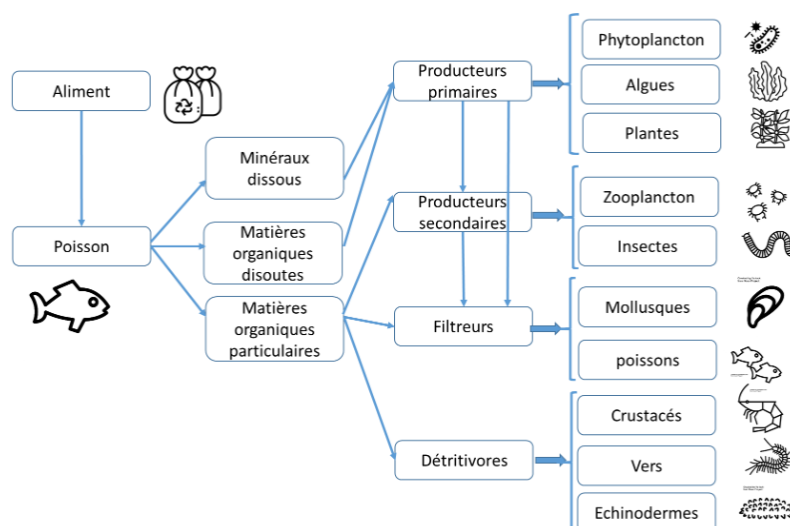 Aliment
Poisson
Minéraux
dissous
Matières
organiques
disoutes
Matières
organiques
particulaires
Producteurs
primaires
Producteurs
secondaires
Filtreurs
Détritivores
Phytoplancton
Algues
Plantes
Zooplancton
Insectes
Mollusques
poissons
Crustacés
Vers
Echinodermes